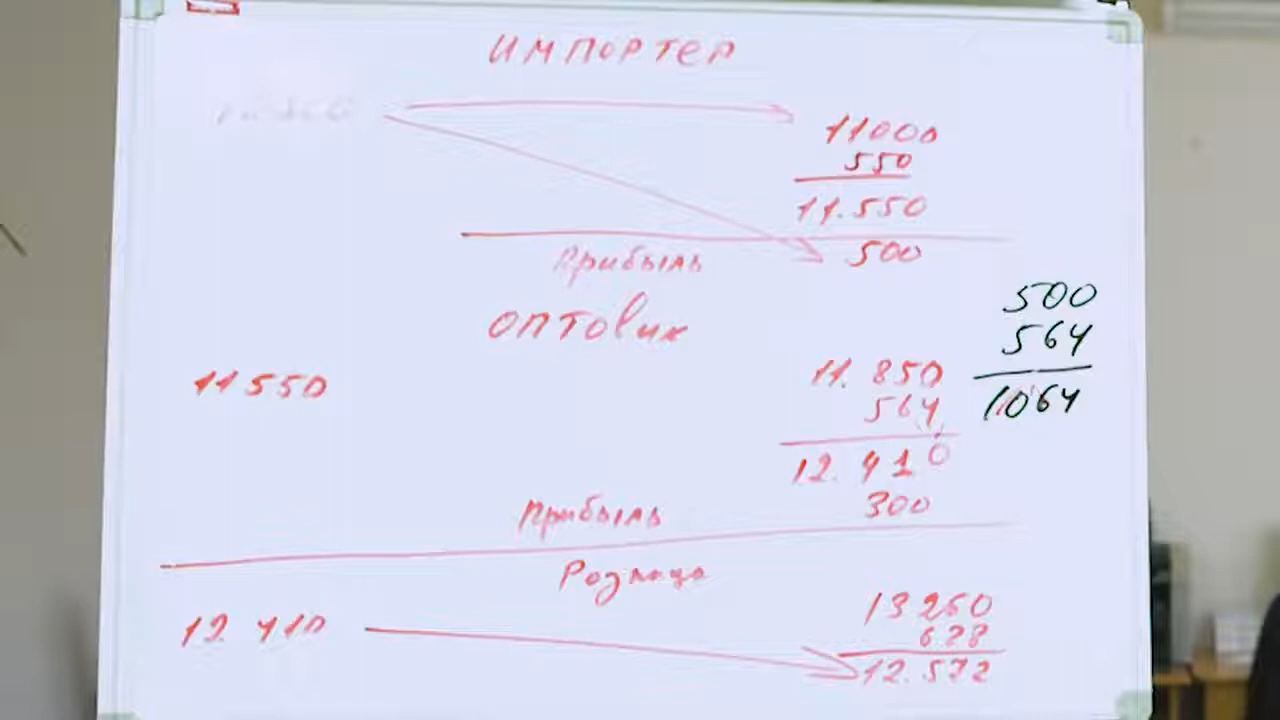 ИМПОРТЕР
11000
550
11.550
Прибыль 500
500
ОПТОВИК
564
11550
11.850
1064
564
12.410
Прибыль 300
Розница
13260
12 410
628
12.572